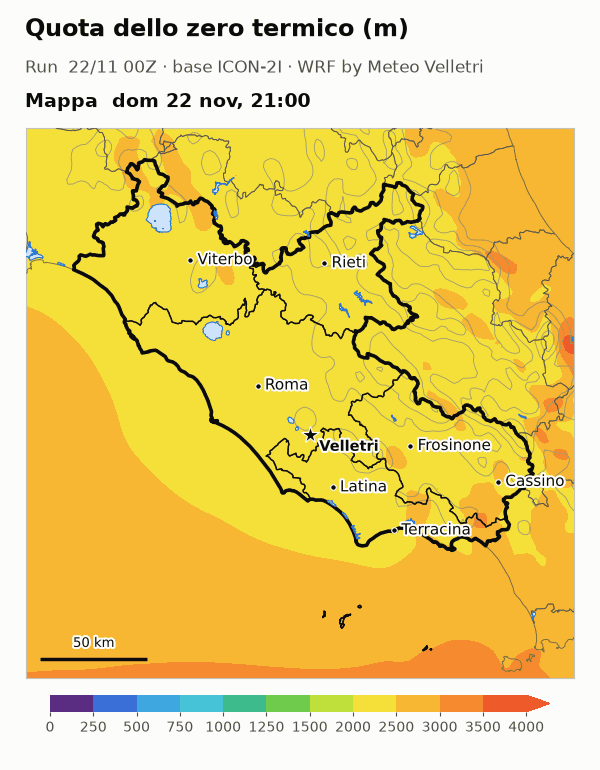 Quota dello zero termico (m)
Run  22/11 00Z · base ICON-2I · WRF by Meteo Velletri
Mappa  dom 22 nov, 21:00
Viterbo
Rieti
Roma
Velletri
Frosinone
Latina
Cassino
Terracina
50 km
0 250 500 750 1000 1250 1500 2000 2500 3000 3500 4000